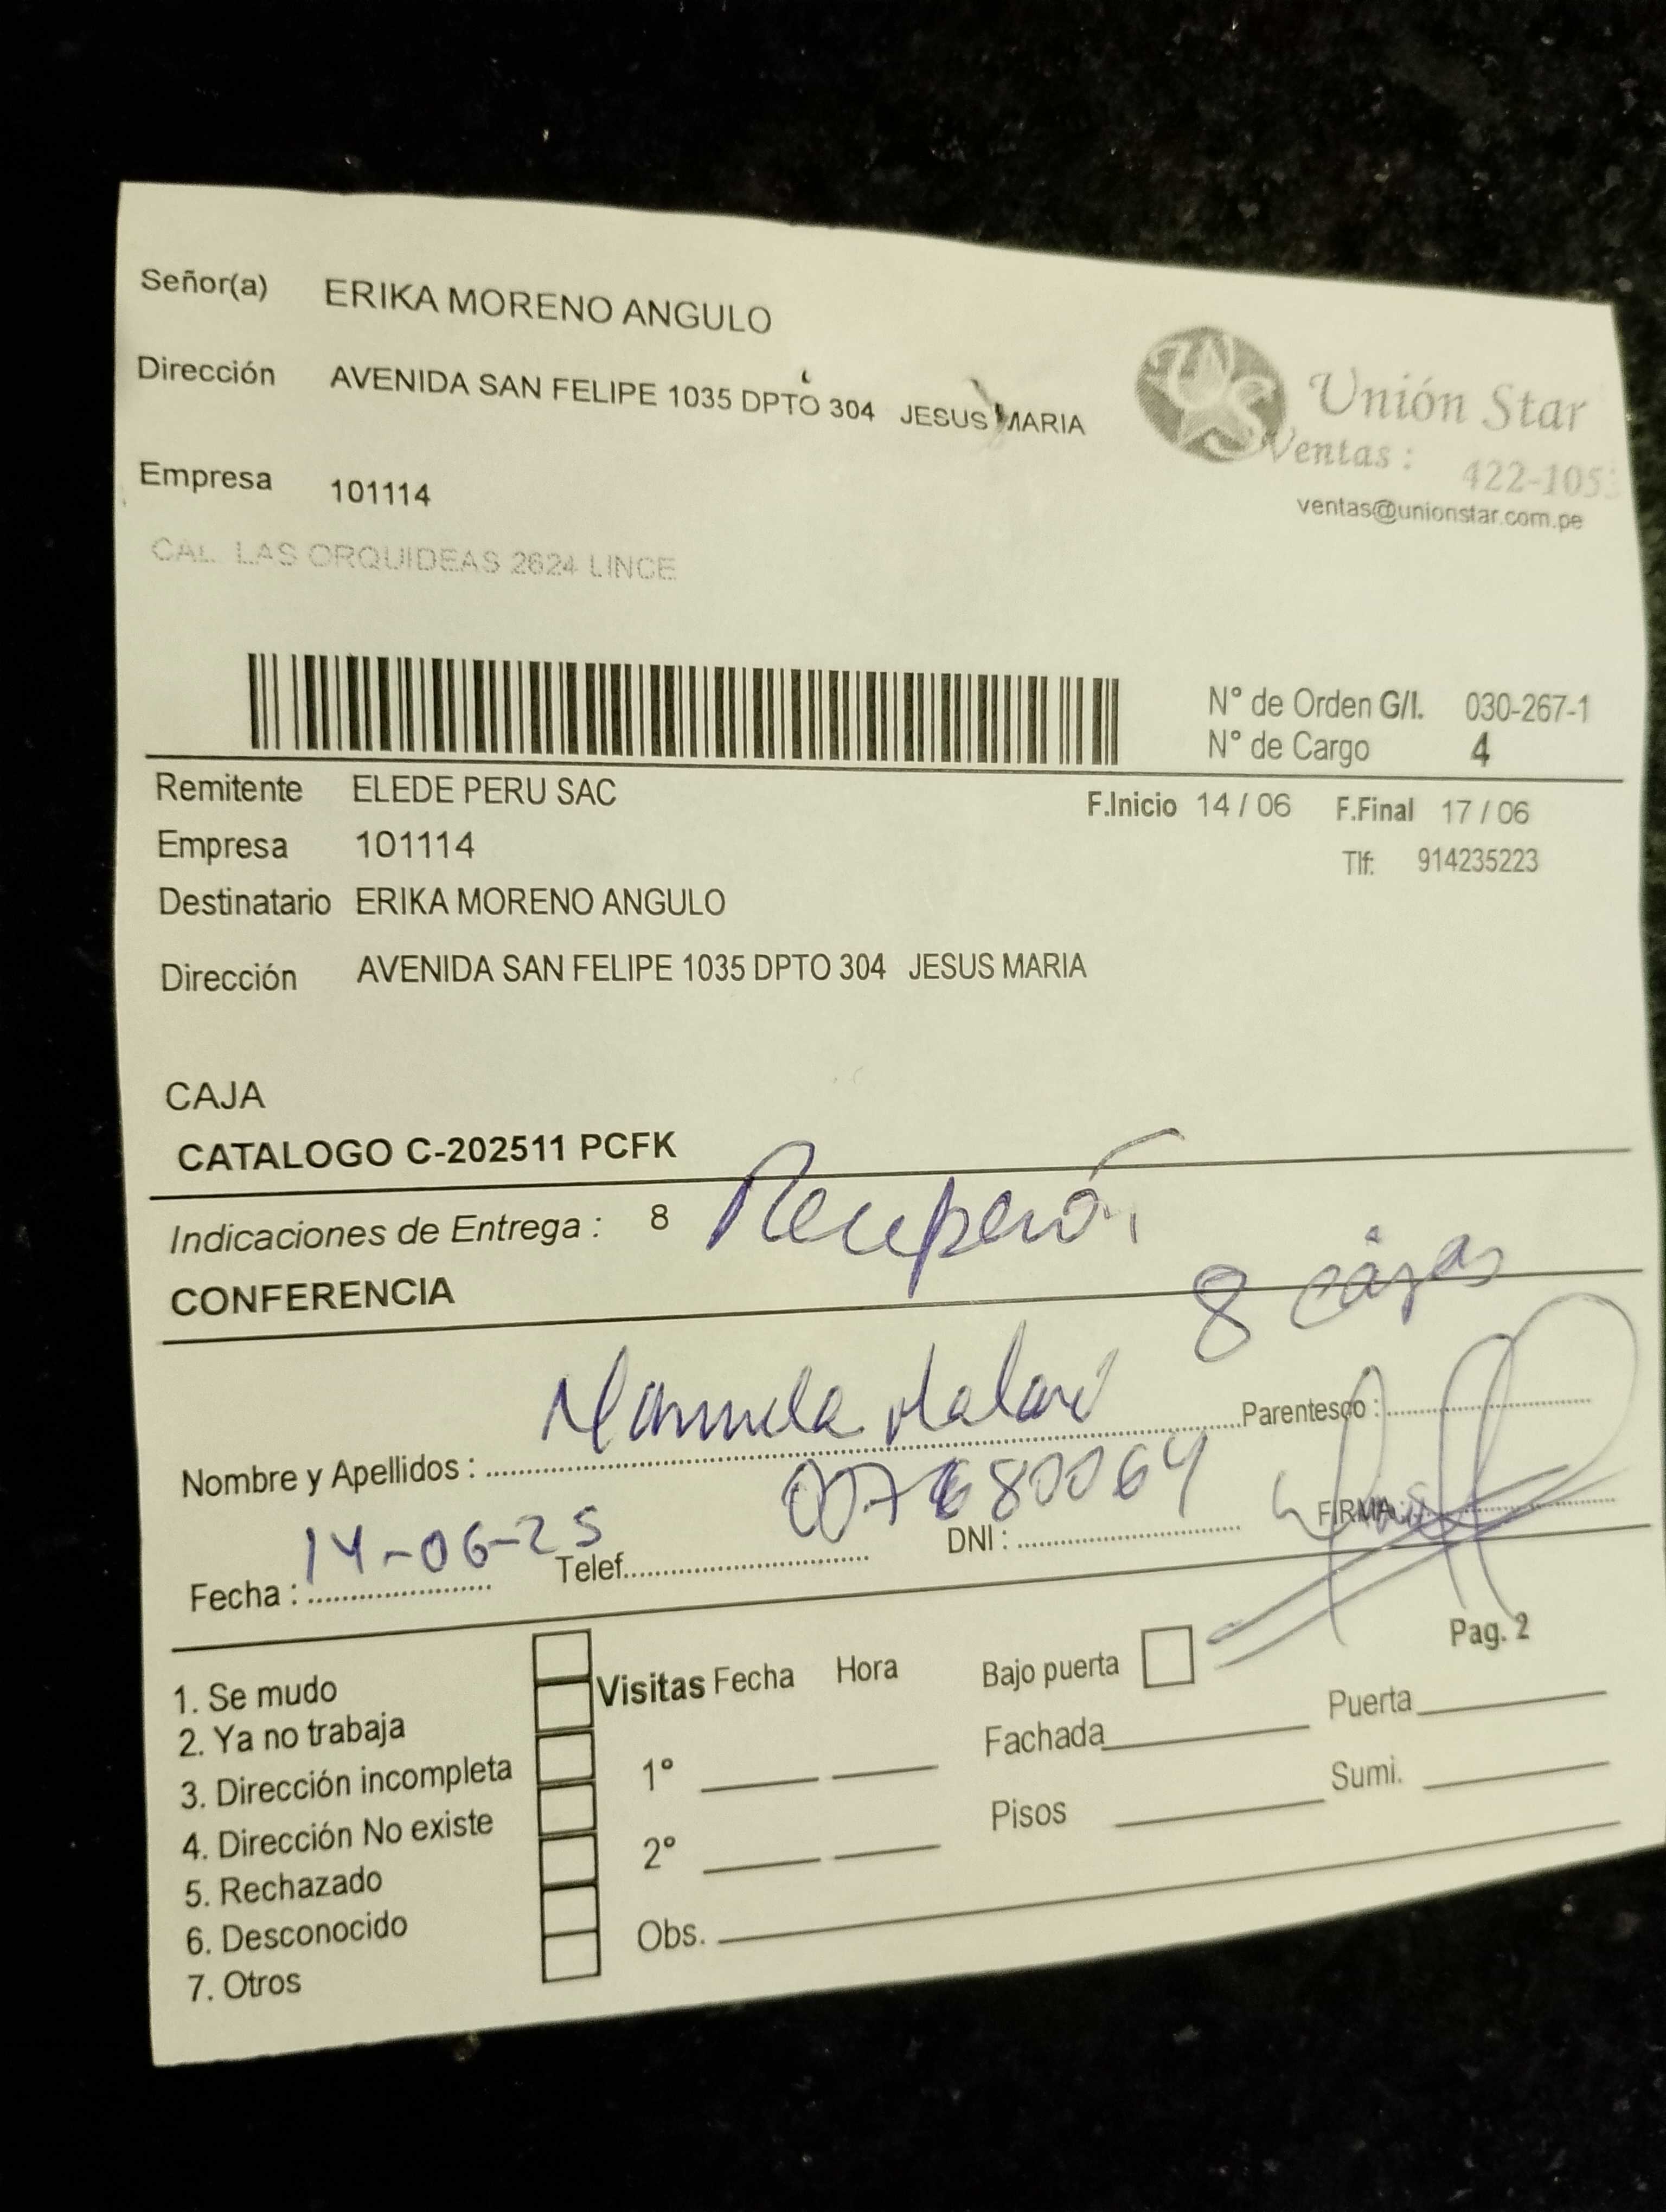 Señor(a) ERIKA MORENO ANGULO
Dirección AVENIDA SAN FELIPE 1035 DPTO 304 JESUS MARIA
Unión Star
Ventas : 422-105
ventas@unionstar.com.pe
Empresa 101114
CAL. LAS ORQUIDEAS 2624 LINCE
N° de Orden G/I. 030-267-1
N° de Cargo 4
Remitente ELEDE PERU SAC
F.Inicio 14 / 06 F.Final 17 / 06
Empresa 101114
Tlf: 914235223
Destinatario ERIKA MORENO ANGULO
Dirección AVENIDA SAN FELIPE 1035 DPTO 304 JESUS MARIA
CAJA
CATALOGO C-202511 PCFK
Indicaciones de Entrega : 8
8 cajas
CONFERENCIA
Nombre y Apellidos : Parentesco :
Fecha : 14-06-25 Telef. DNI : FIRMA :
Pag. 2
1. Se mudo
2. Ya no trabaja
3. Dirección incompleta
4. Dirección No existe
5. Rechazado
6. Desconocido
7. Otros
Visitas Fecha Hora
1°
2°
Obs.
Bajo puerta
Fachada
Puerta
Pisos
Sumi.